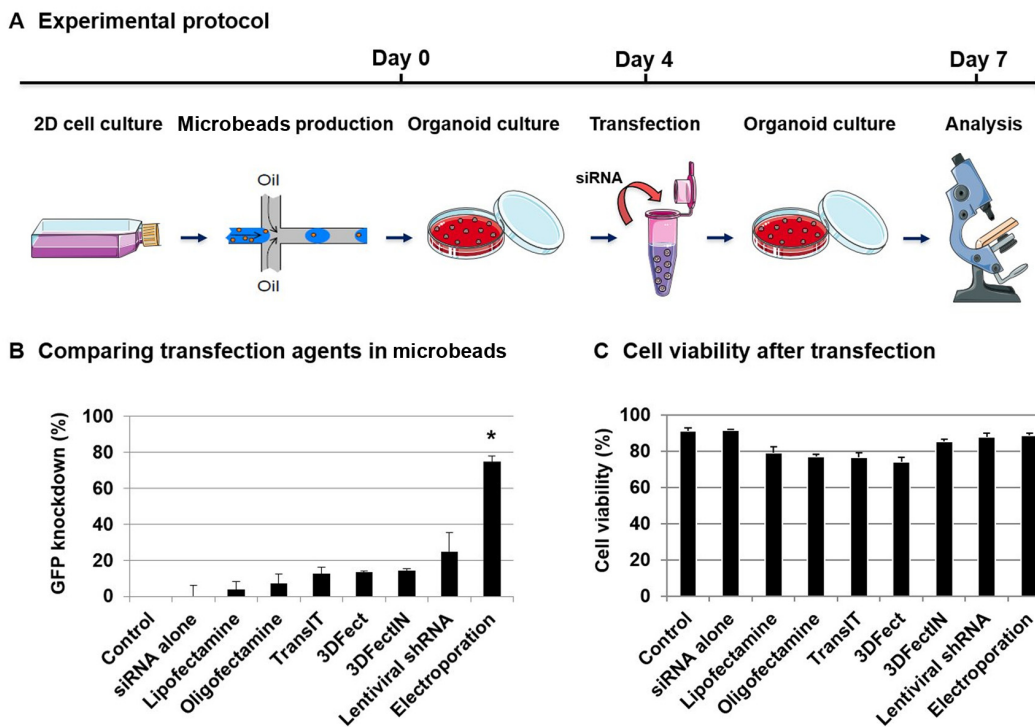 A Experimental protocol
Day 0 Day 4 Day 7
2D cell culture Microbeads production Organoid culture Transfection Organoid culture Analysis
Oil
siRNA
Oil
B Comparing transfection agents in microbeads
GFP knockdown (%)
100
80
60
40
20
0
*
Control
siRNA alone
Lipofectamine
Oligofectamine
TransIT
3DFect
3DFectIN
Lentiviral shRNA
Electroporation
C Cell viability after transfection
Cell viability (%)
100
80
60
40
20
0
Control
siRNA alone
Lipofectamine
Oligofectamine
TransIT
3DFect
3DFectIN
Lentiviral shRNA
Electroporation